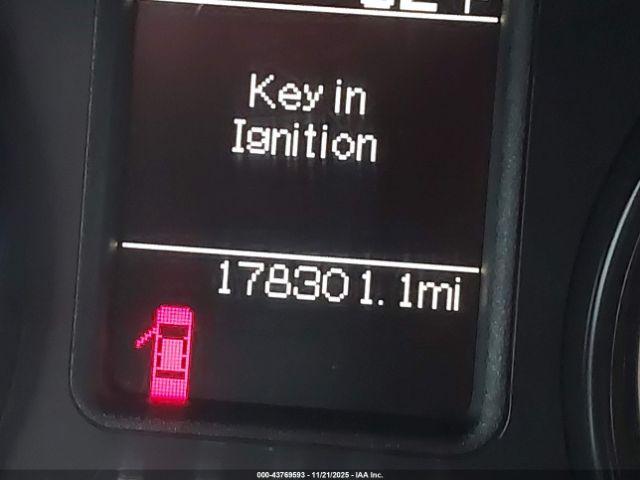 Key in
Ignition
178301.1mi
000-43769593 - 11/21/2025 - IAA Inc.